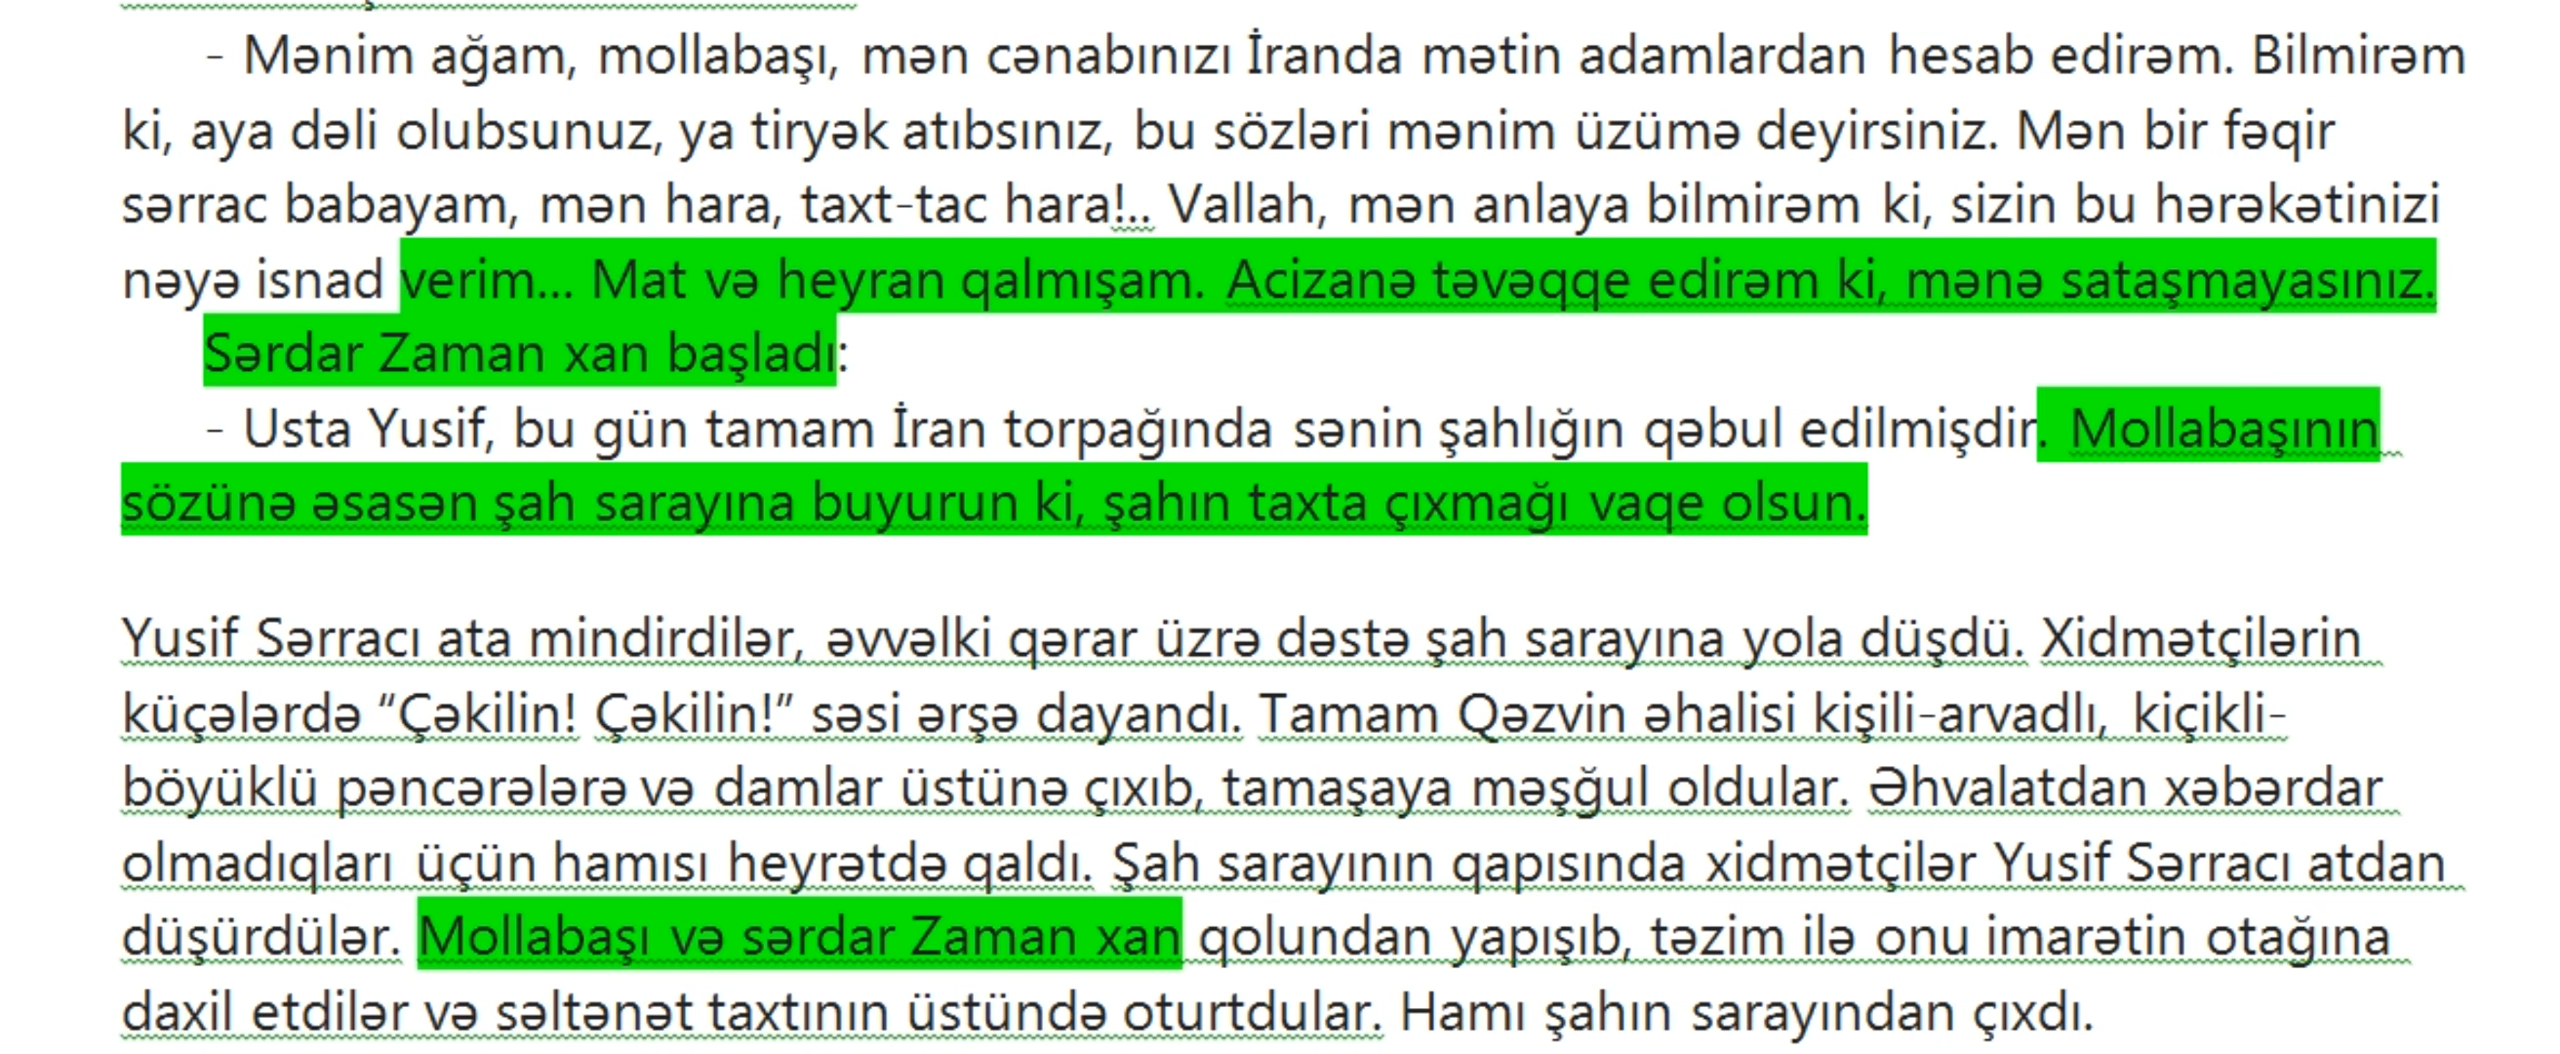 - Mənim ağam, mollabaşı, mən cənabınızı İranda mətin adamlardan hesab edirəm. Bilmirəm
ki, aya dəli olubsunuz, ya tiryək atıbsınız, bu sözləri mənim üzümə deyirsiniz. Mən bir fəqir
sərrac babayam, mən hara, taxt-tac hara!.. Vallah, mən anlaya bilmirəm ki, sizin bu hərəkətinizi
nəyə isnad verim... Mat və heyran qalmışam. Acizanə təvəqqe edirəm ki, mənə sataşmayasınız.
Sərdar Zaman xan başladı:
- Usta Yusif, bu gün tamam İran torpağında sənin şahlığın qəbul edilmişdir. Mollabaşının
sözünə əsasən şah sarayına buyurun ki, şahın taxta çıxmağı vaqe olsun.
Yusif Sərracı ata mindirdilər, əvvəlki qərar üzrə dəstə şah sarayına yola düşdü. Xidmətçilərin
küçələrdə “Çəkilin! Çəkilin!” səsi ərşə dayandı. Tamam Qəzvin əhalisi kişili-arvadlı, kiçikli-
böyüklü pəncərələrə və damlar üstünə çıxıb, tamaşaya məşğul oldular. Əhvalatdan xəbərdar
olmadıqları üçün hamısı heyrətdə qaldı. Şah sarayının qapısında xidmətçilər Yusif Sərracı atdan
düşürdülər. Mollabaşı və sərdar Zaman xan qolundan yapışıb, təzim ilə onu imarətin otağına
daxil etdilər və səltənət taxtının üstündə oturtdular. Hamı şahın sarayından çıxdı.